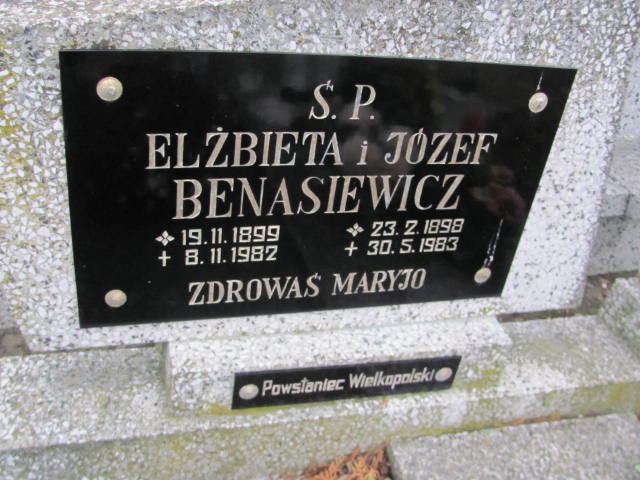 Ś. P.
ELŻBIETA i JÓZEF
BENASIEWICZ
19.11.1899 23.2.1898
+ 8.11.1982 + 30.5.1983
ZDROWAŚ MARYJO
Powstaniec Wielkopolski